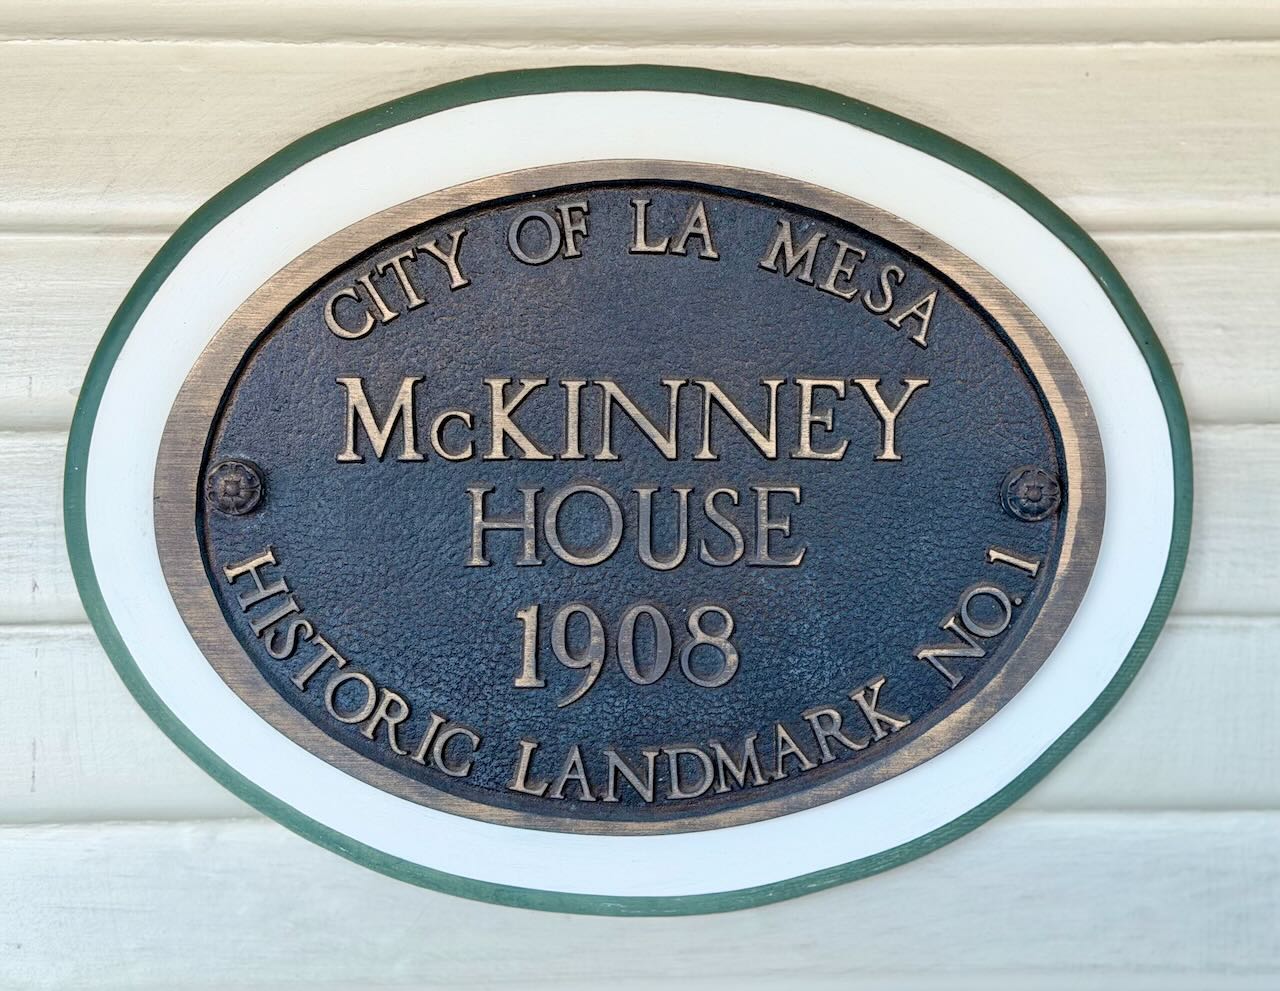 CITY OF LA MESA
McKINNEY
HOUSE
1908
HISTORIC LANDMARK NO. 1